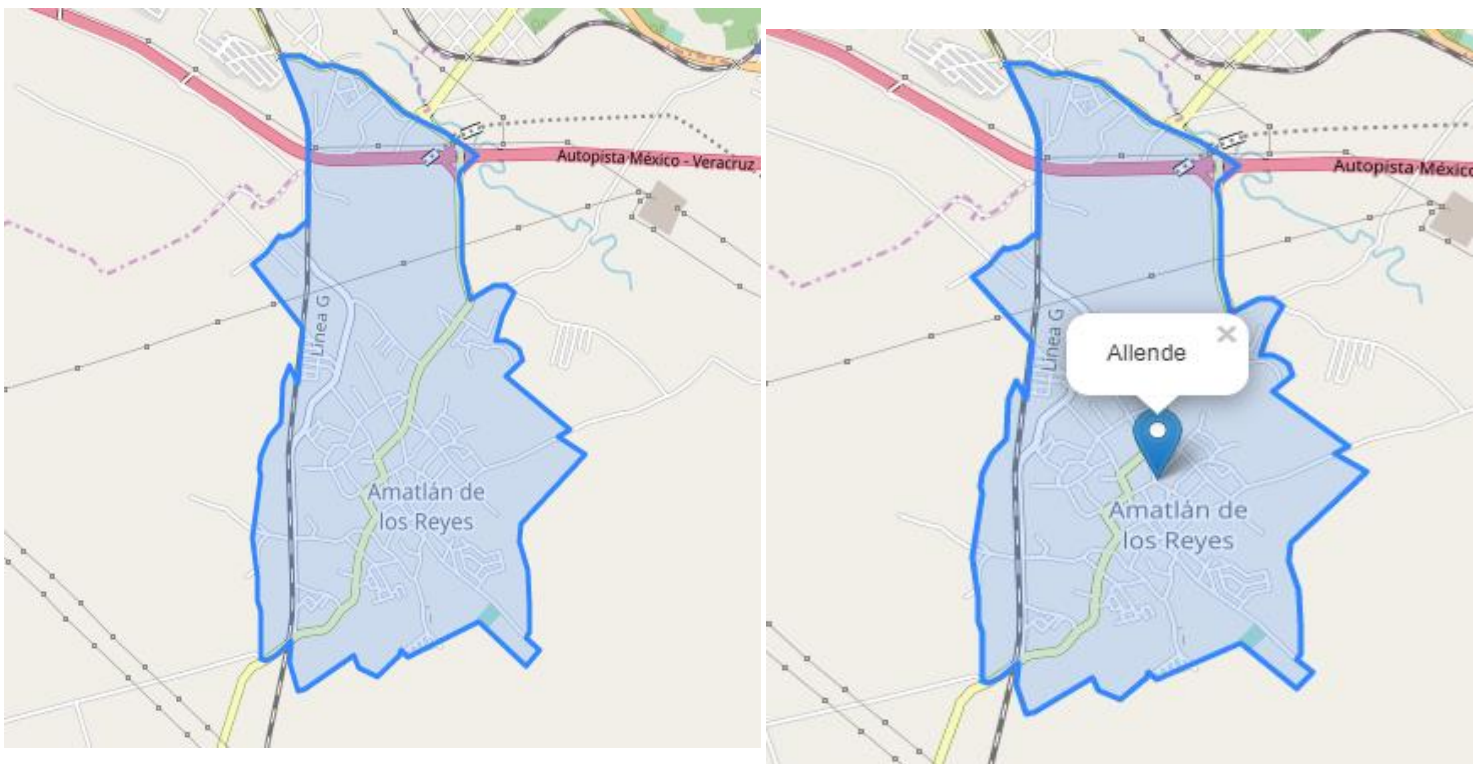 Autopista México - Veracruz
Línea G
Amatlán de
los Reyes
Autopista México
Línea G
Allende
×
Amatlán de
los Reyes